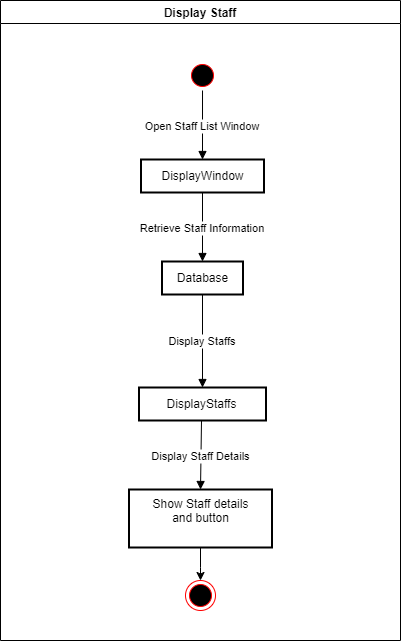 Display Staff
Open Staff List Window
DisplayWindow
Retrieve Staff Information
Database
Display Staffs
DisplayStaffs
Display Staff Details
Show Staff details
and button